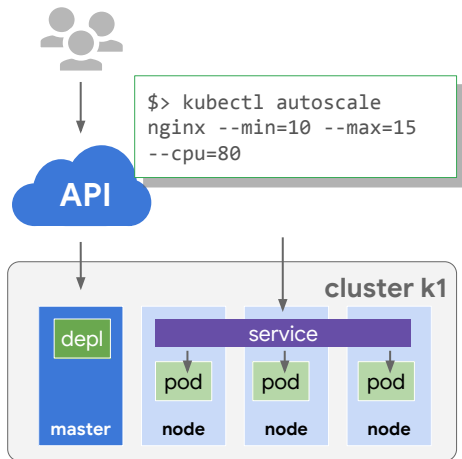 $> kubectl autoscale
nginx --min=10 --max=15
--cpu=80
API
cluster k1
depl
service
pod
pod
pod
master
node
node
node